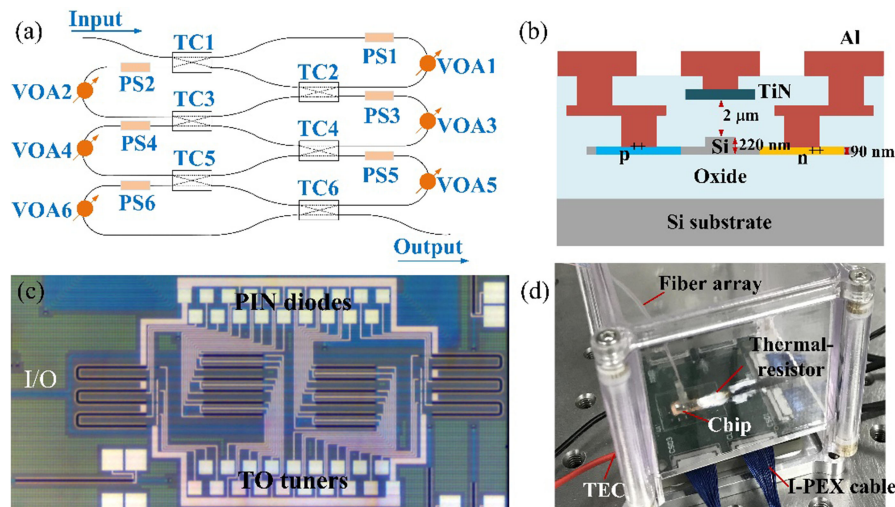 (a)
Input
TC1
PS1
VOA1
PS2
VOA2
TC2
TC3
PS3
VOA3
PS4
VOA4
TC4
TC5
PS5
VOA5
PS6
VOA6
TC6
Output
(b)
Al
TiN
2 μm
Si
220 nm
p++
n++
90 nm
Oxide
Si substrate
(c)
PIN diodes
I/O
TO tuners
(d)
Fiber array
Thermal-
resistor
Chip
TEC
I-PEX cable